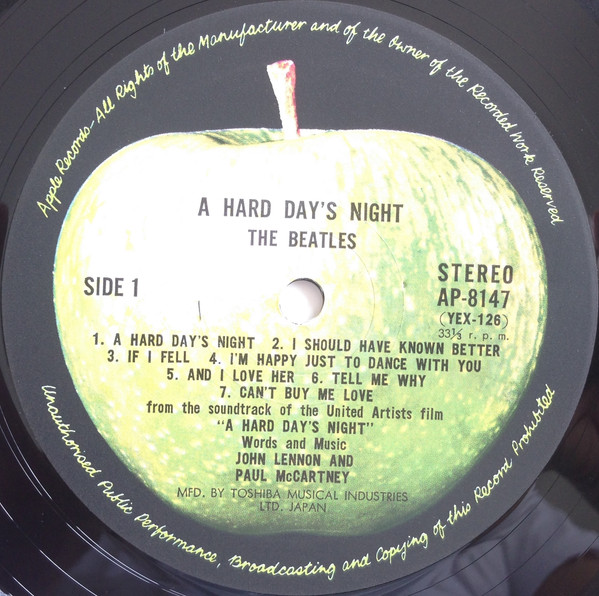 Apple Records-All Rights of the Manufacturer and of the Owner of the Recorded Work Reserved
A HARD DAY'S NIGHT
THE BEATLES
SIDE 1
STEREO
AP-8147
(YEX-126)
33⅓ r. p. m.
1. A HARD DAY'S NIGHT 2. I SHOULD HAVE KNOWN BETTER
3. IF I FELL 4. I'M HAPPY JUST TO DANCE WITH YOU
5. AND I LOVE HER 6. TELL ME WHY
7. CAN'T BUY ME LOVE
from the soundtrack of the United Artists film
"A HARD DAY'S NIGHT"
Words and Music
JOHN LENNON AND
PAUL McCARTNEY
MFD. BY TOSHIBA MUSICAL INDUSTRIES
LTD. JAPAN
Unauthorised Public Performance, Broadcasting and Copying of this Record Prohibited